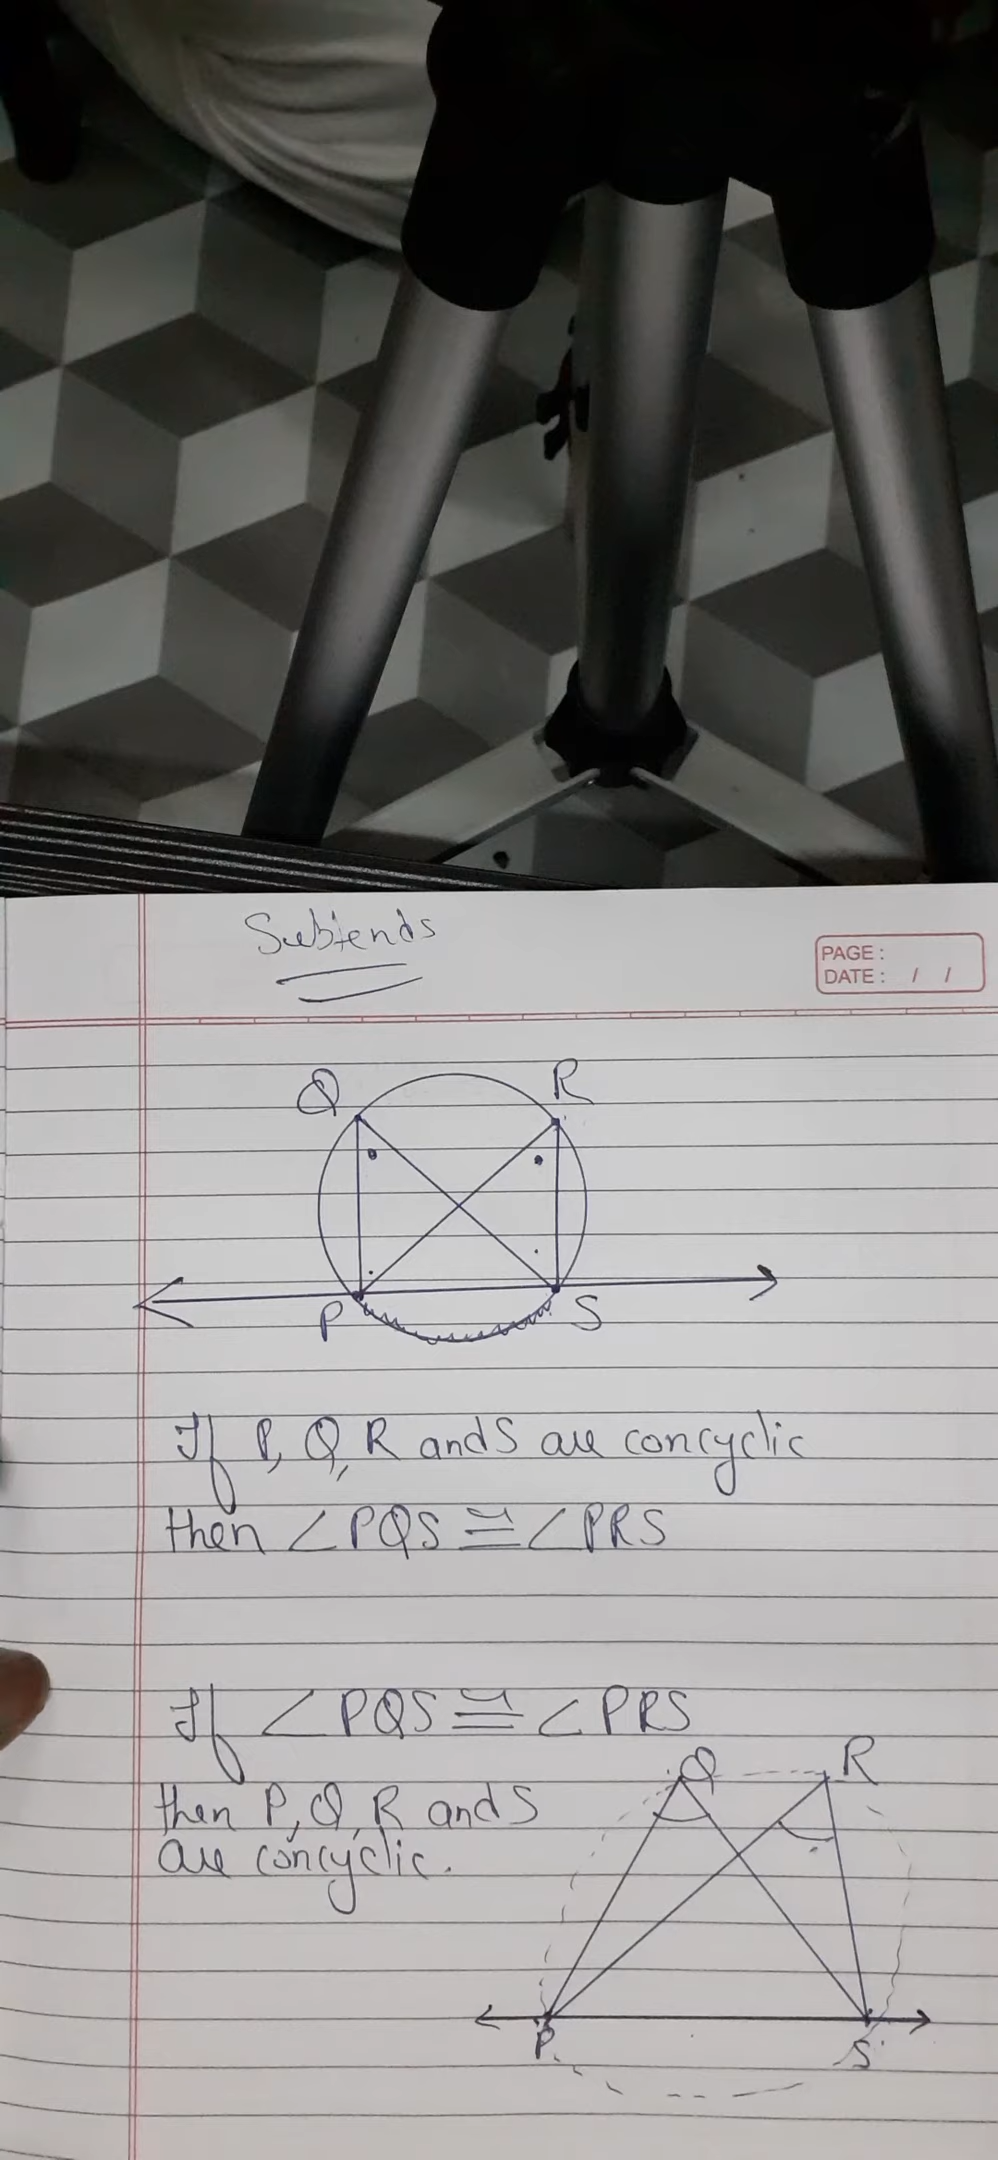 Subtends
PAGE :
DATE : / /
Q R
P S
If P, Q, R and S are concyclic
then ∠PQS ≅ ∠PRS
If ∠PQS ≅ ∠PRS
Q R
then P, Q, R and S
are concyclic.
P S